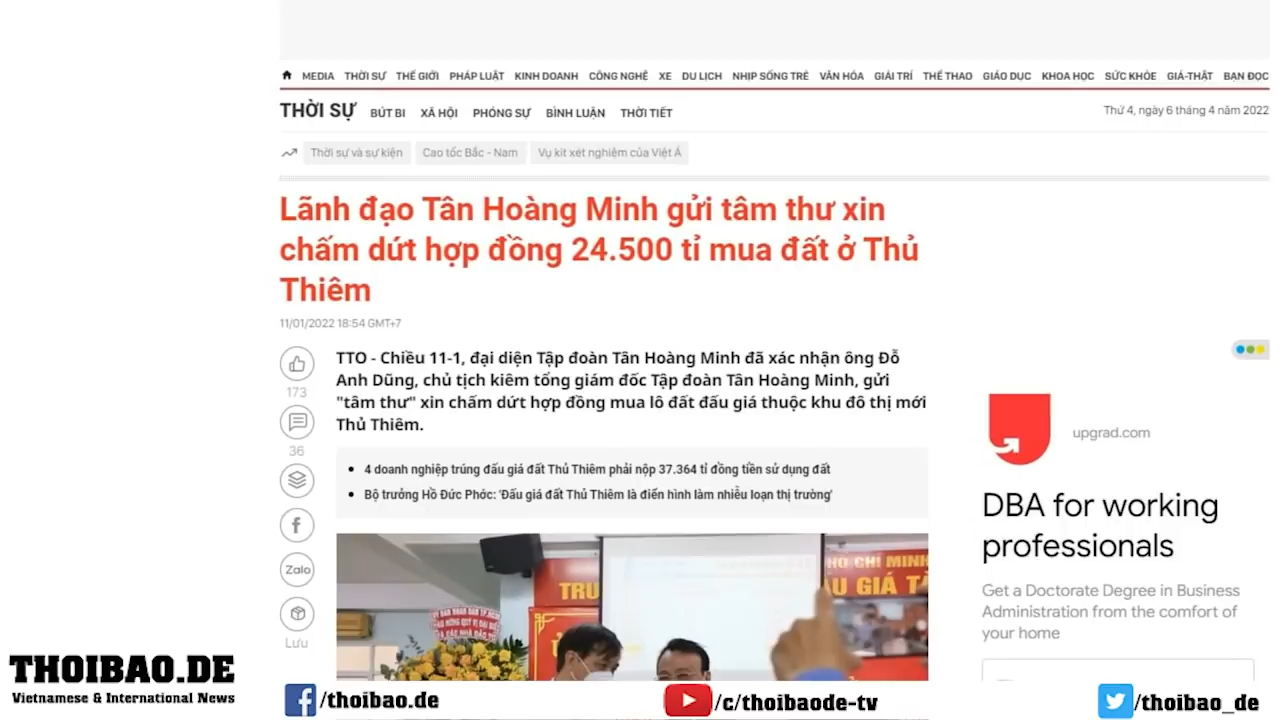 MEDIA THỜI SỰ THẾ GIỚI PHÁP LUẬT KINH DOANH CÔNG NGHỆ XE DU LỊCH NHỊP SỐNG TRẺ VĂN HÓA GIẢI TRÍ THỂ THAO GIÁO DỤC KHOA HỌC SỨC KHỎE GIẢ-THẬT BẠN ĐỌC
THỜI SỰ BÚT BI XÃ HỘI PHÓNG SỰ BÌNH LUẬN THỜI TIẾT Thứ 4, ngày 6 tháng 4 năm 2022
Thời sự và sự kiện Cao tốc Bắc - Nam Vụ kit xét nghiệm của Việt Á
Lãnh đạo Tân Hoàng Minh gửi tâm thư xin
chấm dứt hợp đồng 24.500 tỉ mua đất ở Thủ
Thiêm
11/01/2022 18:54 GMT+7
TTO - Chiều 11-1, đại diện Tập đoàn Tân Hoàng Minh đã xác nhận ông Đỗ
Anh Dũng, chủ tịch kiêm tổng giám đốc Tập đoàn Tân Hoàng Minh, gửi
"tâm thư" xin chấm dứt hợp đồng mua lô đất đấu giá thuộc khu đô thị mới
Thủ Thiêm.
173
36
Zalo
Lưu
4 doanh nghiệp trúng đấu giá đất Thủ Thiêm phải nộp 37.364 tỉ đồng tiền sử dụng đất
Bộ trưởng Hồ Đức Phớc: 'Đấu giá đất Thủ Thiêm là điển hình làm nhiễu loạn thị trường'
TRU
HỒ CHÍ MINH
ẤU GIÁ TÀ
upgrad.com
DBA for working
professionals
Get a Doctorate Degree in Business
Administration from the comfort of
your home
THOIBAO.DE
Vietnamese & International News
/thoibao.de
/c/thoibaode-tv
/thoibao_de